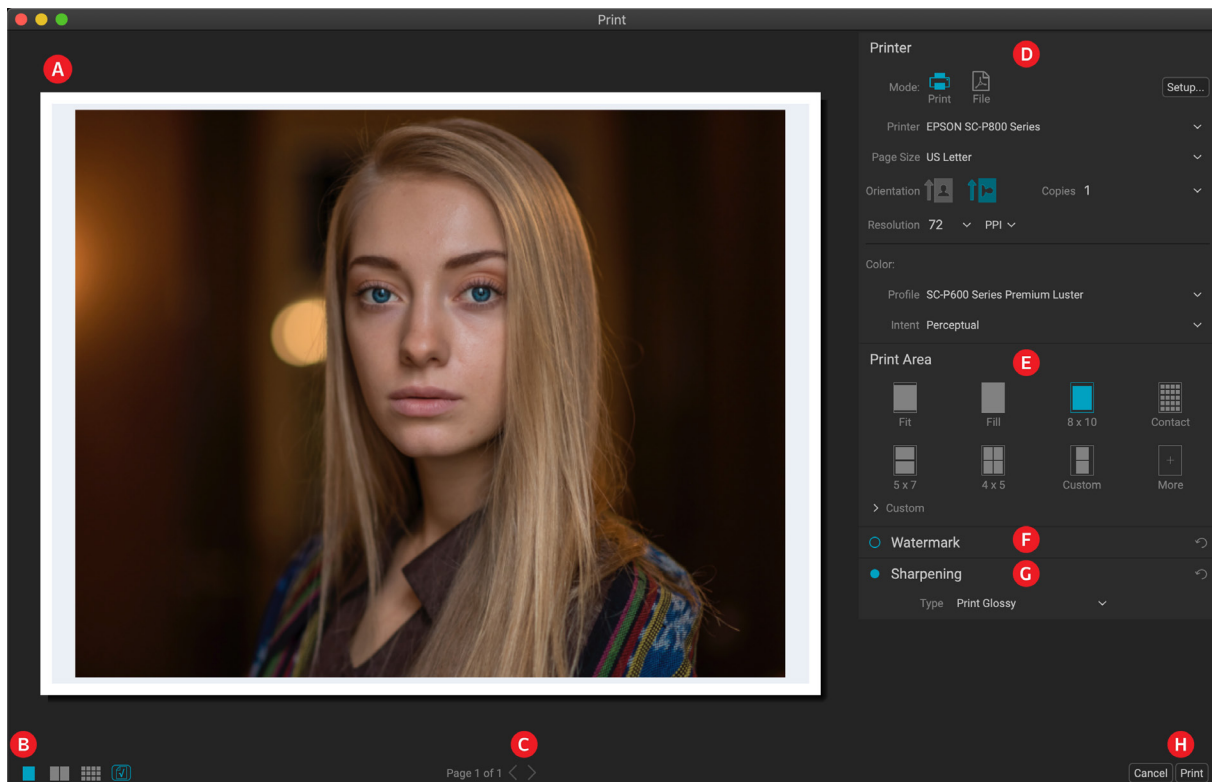 Print
A
Printer
D
Mode:
Print
File
Setup...
Printer EPSON SC-P800 Series
Page Size US Letter
Orientation
Copies 1
Resolution 72 PPI
Color:
Profile SC-P600 Series Premium Luster
Intent Perceptual
Print Area
E
Fit
Fill
8 x 10
Contact
5 x 7
4 x 5
Custom
More
Custom
Watermark
F
Sharpening
G
Type Print Glossy
B
C
H
Page 1 of 1
Cancel
Print